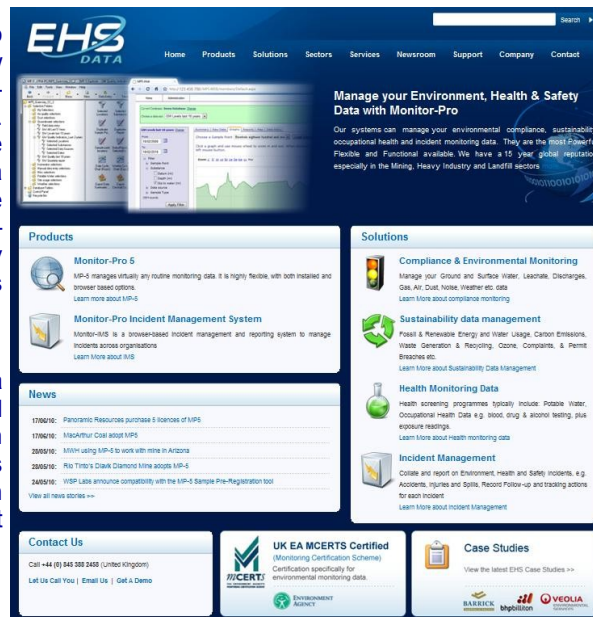 EHS
DATA
Search
Home Products Solutions Sectors Services Newsroom Support Company Contact
Manage your Environment, Health & Safety
Data with Monitor-Pro
Our systems can manage your environmental compliance, sustainability
occupational health and incident monitoring data. They are the most Powerful
Flexible and Functional available. We have a 15 year global reputation
especially in the Mining, Heavy Industry and Landfill sectors
Products
Monitor-Pro 5
MP-5 manages virtually any routine monitoring data. It is highly flexible, with both installed and
browser based options.
Learn more about MP-5
Monitor-Pro Incident Management System
Monitor-IMS is a browser-based incident management and reporting system to manage
incidents across organisations
Learn More about IMS
News
17/06/10: Panoramic Resources purchase 5 licences of MP5
17/06/10: MacArthur Coal adopt MP5
28/05/10: MWH using MP-5 to work with mine in Arizona
28/05/10: Rio Tinto's Diavik Diamond Mine adopts MP-5
24/05/10: WSP Labs announce compatibility with the MP-5 Sample Pre-Registration tool
View all news stories >>
Solutions
Compliance & Environmental Monitoring
Manage your Ground and Surface Water, Leachate, Discharges,
Gas, Air, Dust, Noise, Weather etc. data
Learn More about compliance monitoring
Sustainability data management
Fossil & Renewable Energy and Water Usage, Carbon Emissions,
Waste Generation & Recycling, Ozone, Complaints, & Permit
Breaches etc.
Learn More about Sustainability Data Management
Health Monitoring Data
Health screening programmes typically include: Potable Water,
Occupational Health Data e.g. blood, drug & alcohol testing, plus
exposure readings.
Learn More about Health monitoring data
Incident Management
Collate and report on Environment, Health and Safety Incidents, e.g.
Accidents, Injuries and Spills, Record Follow-up and tracking actions
for each incident
Learn More about Incident Management
Contact Us
Call +44 (0) 845 388 2458 (United Kingdom)
Let Us Call You | Email Us | Get A Demo
mCERTS
UK EA MCERTS Certified
(Monitoring Certification Scheme)
Certification specifically for
environmental monitoring data.
ENVIRONMENT
AGENCY
Case Studies
View the latest EHS Case Studies >>
BARRICK
bhpbilliton
VEOLIA